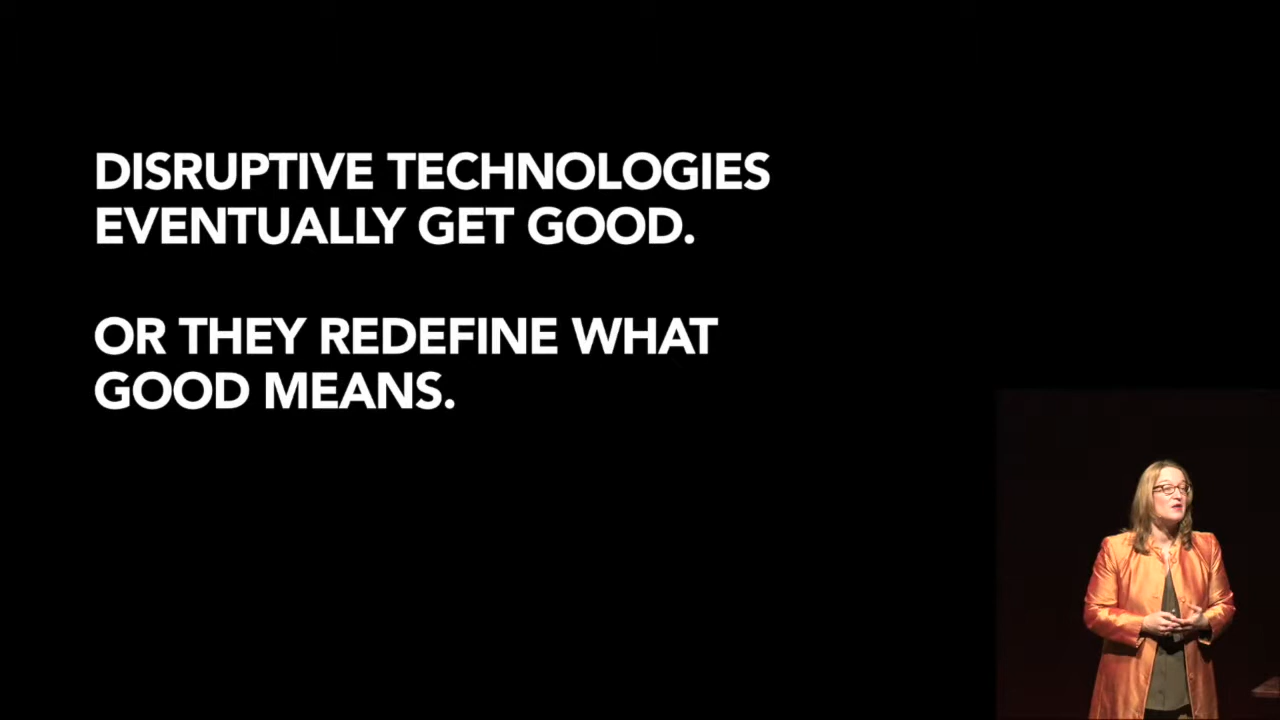 DISRUPTIVE TECHNOLOGIES
EVENTUALLY GET GOOD.
OR THEY REDEFINE WHAT
GOOD MEANS.